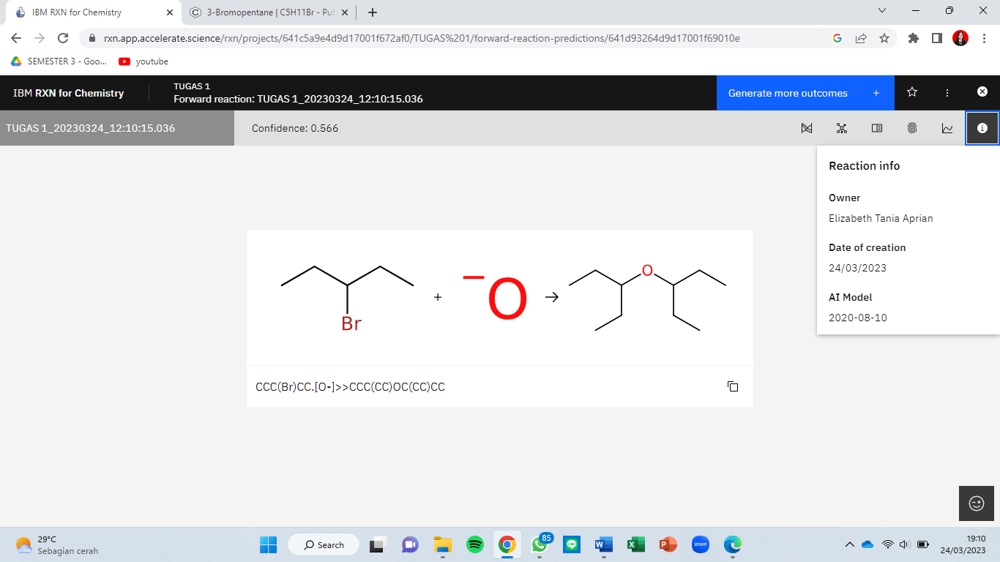 IBM RXN for Chemistry
3-Bromopentane | C5H11Br - Pub
rxn.app.accelerate.science/rxn/projects/641c5a9e4d9d17001f672af0/TUGAS%201/forward-reaction-predictions/641d93264d9d17001f69010e
SEMESTER 3 - Goo...
youtube
IBM RXN for Chemistry
TUGAS 1
Forward reaction: TUGAS 1_20230324_12:10:15.036
Generate more outcomes +
TUGAS 1_20230324_12:10:15.036
Confidence: 0.566
Reaction info
Owner
Elizabeth Tania Aprian
Date of creation
24/03/2023
AI Model
2020-08-10
Br
+
−O
→
O
CCC(Br)CC.[O-]>>CCC(CC)OC(CC)CC
29°C
Sebagian cerah
Search
85
LINE
W
X
P
zoom
19:10
24/03/2023